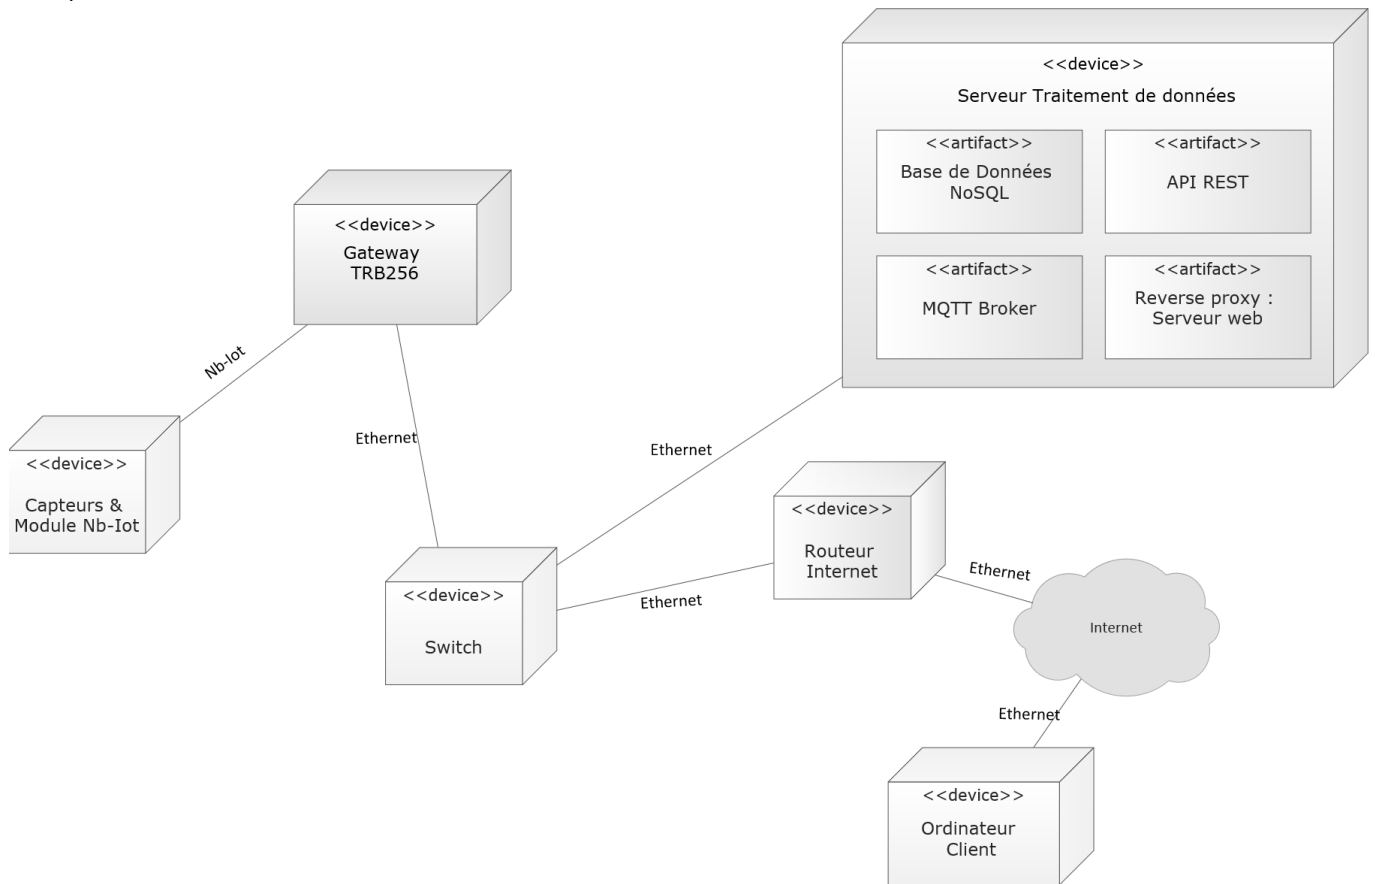 <<device>>
Serveur Traitement de données
<<artifact>>
Base de Données
NoSQL
<<artifact>>
API REST
<<artifact>>
MQTT Broker
<<artifact>>
Reverse proxy :
Serveur web
<<device>>
Gateway
TRB256
Nb-Iot
Ethernet
<<device>>
Capteurs &
Module Nb-Iot
Ethernet
<<device>>
Switch
Ethernet
<<device>>
Routeur
Internet
Ethernet
Internet
Ethernet
<<device>>
Ordinateur
Client